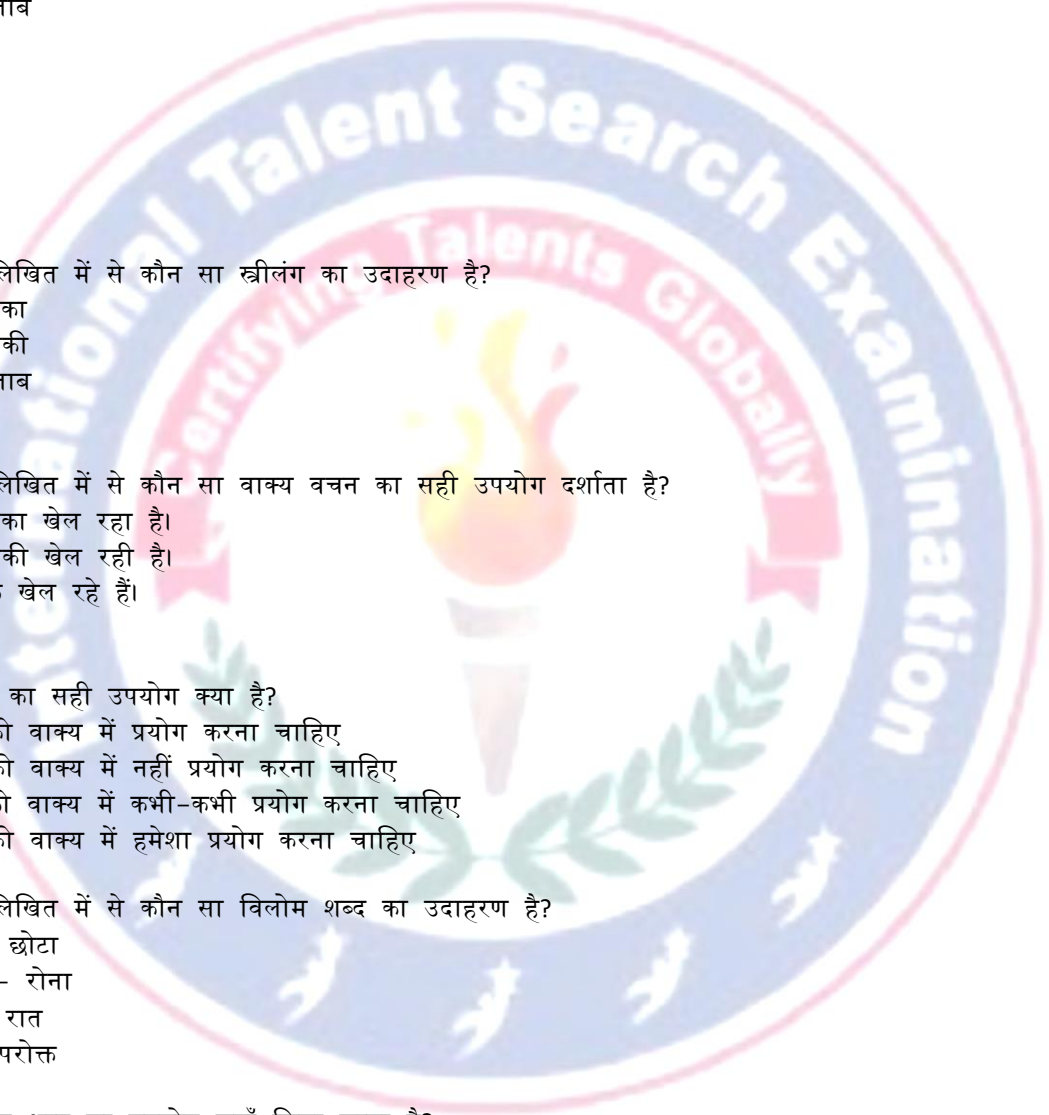 लिखित में से कौन सा स्त्रीलंग का उदाहरण है?
का
की
ताब
लिखित में से कौन सा वाक्य वचन का सही उपयोग दर्शाता है?
का खेल रहा है।
की खेल रही है।
खेल रहे हैं।
का सही उपयोग क्या है?
वाक्य में प्रयोग करना चाहिए
वाक्य में नहीं प्रयोग करना चाहिए
वाक्य में कभी-कभी प्रयोग करना चाहिए
वाक्य में हमेशा प्रयोग करना चाहिए
लिखित में से कौन सा विलोम शब्द का उदाहरण है?
छोटा
- रोना
रात
परोक्त
International Talent Search Examination
Certifying Talents Globally